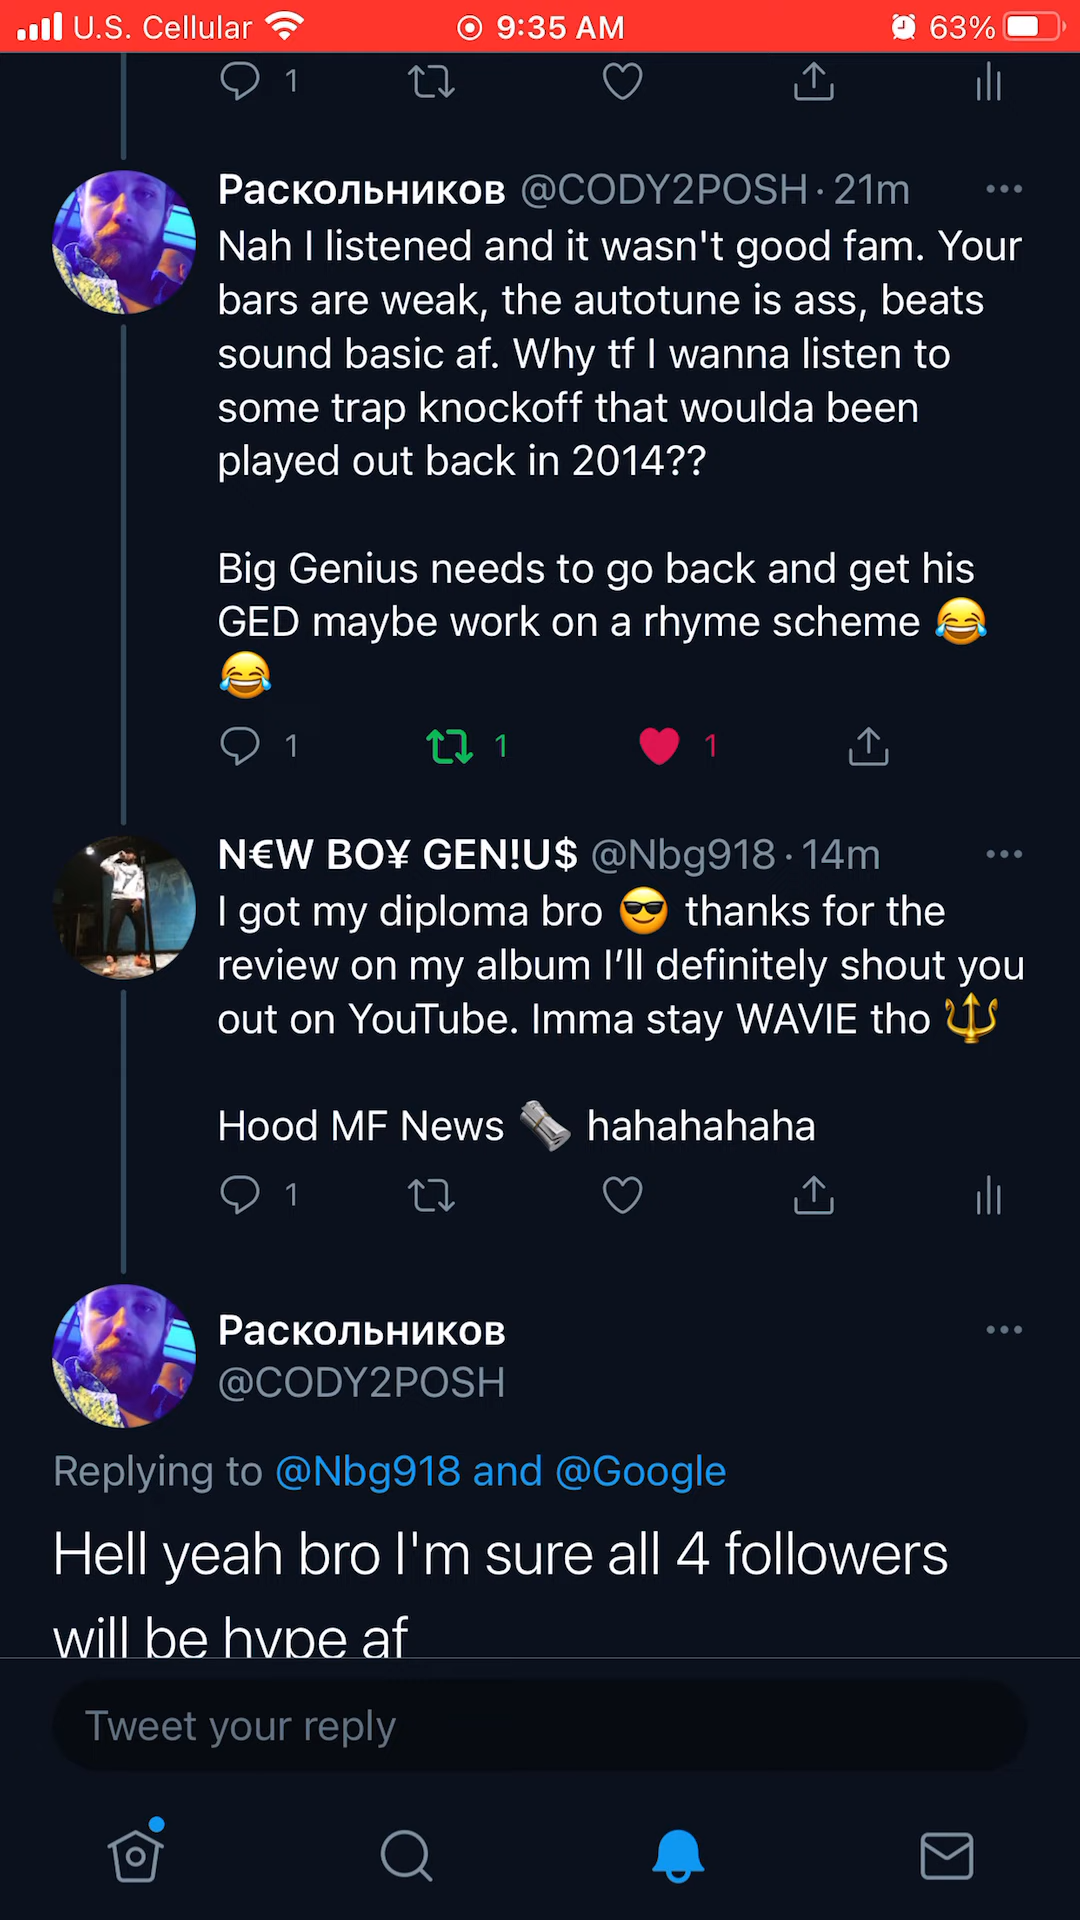 U.S. Cellular 9:35 AM 63%
1
Раскольников @CODY2POSH · 21m
Nah I listened and it wasn't good fam. Your
bars are weak, the autotune is ass, beats
sound basic af. Why tf I wanna listen to
some trap knockoff that woulda been
played out back in 2014??
Big Genius needs to go back and get his
GED maybe work on a rhyme scheme 😂
😂
1 1 1
N€W BO¥ GEN!U$ @Nbg918 · 14m
I got my diploma bro 😎 thanks for the
review on my album I’ll definitely shout you
out on YouTube. Imma stay WAVIE tho 🔱
Hood MF News 🗞 hahahahaha
1
Раскольников
@CODY2POSH
Replying to @Nbg918 and @Google
Hell yeah bro I'm sure all 4 followers
will be hype af
Tweet your reply